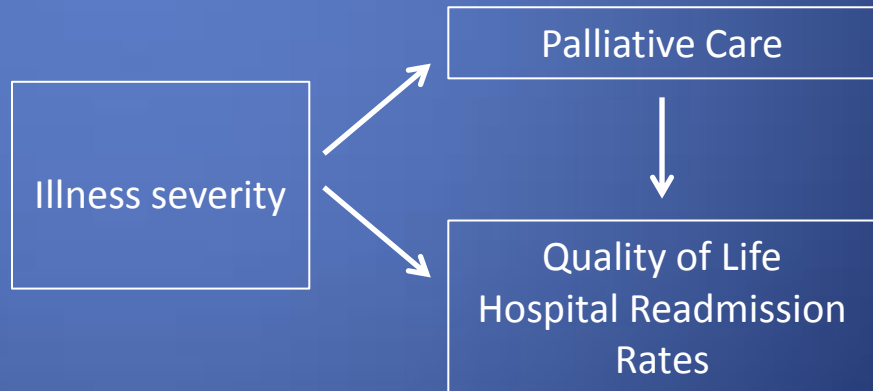 Palliative Care
Illness severity
Quality of Life
Hospital Readmission
Rates